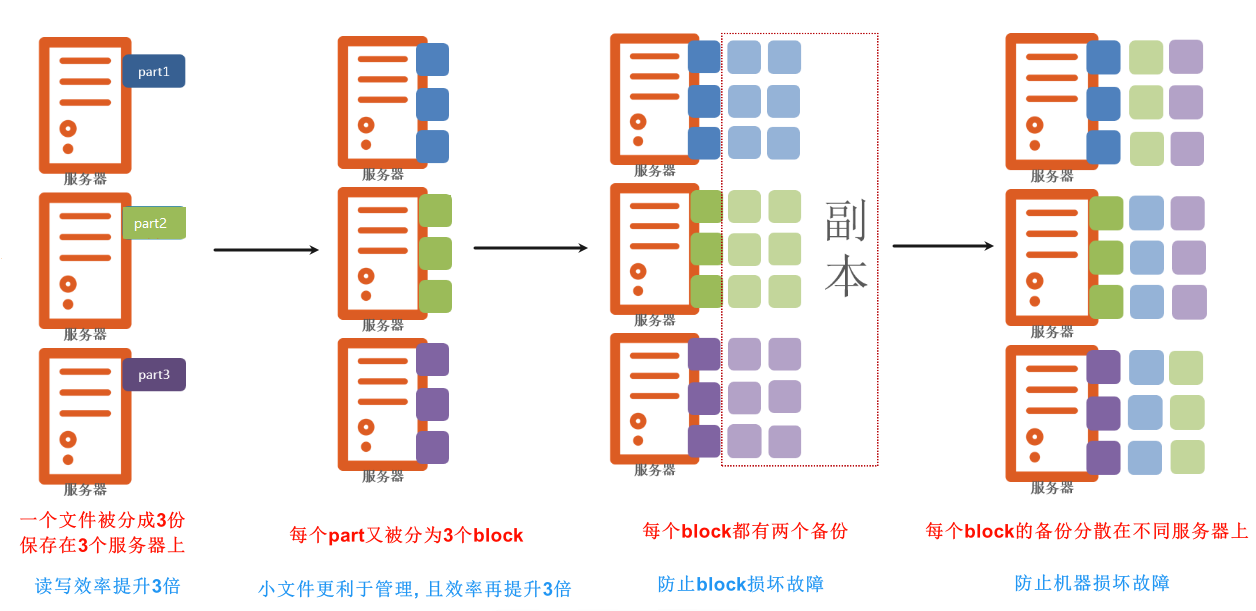 part1
服务器
part2
服务器
part3
服务器
一个文件被分成3份
保存在3个服务器上
读写效率提升3倍
服务器
服务器
服务器
每个part又被分为3个block
小文件更利于管理, 且效率再提升3倍
服务器
服务器
服务器
副
本
每个block都有两个备份
防止block损坏故障
服务器
服务器
服务器
每个block的备份分散在不同服务器上
防止机器损坏故障